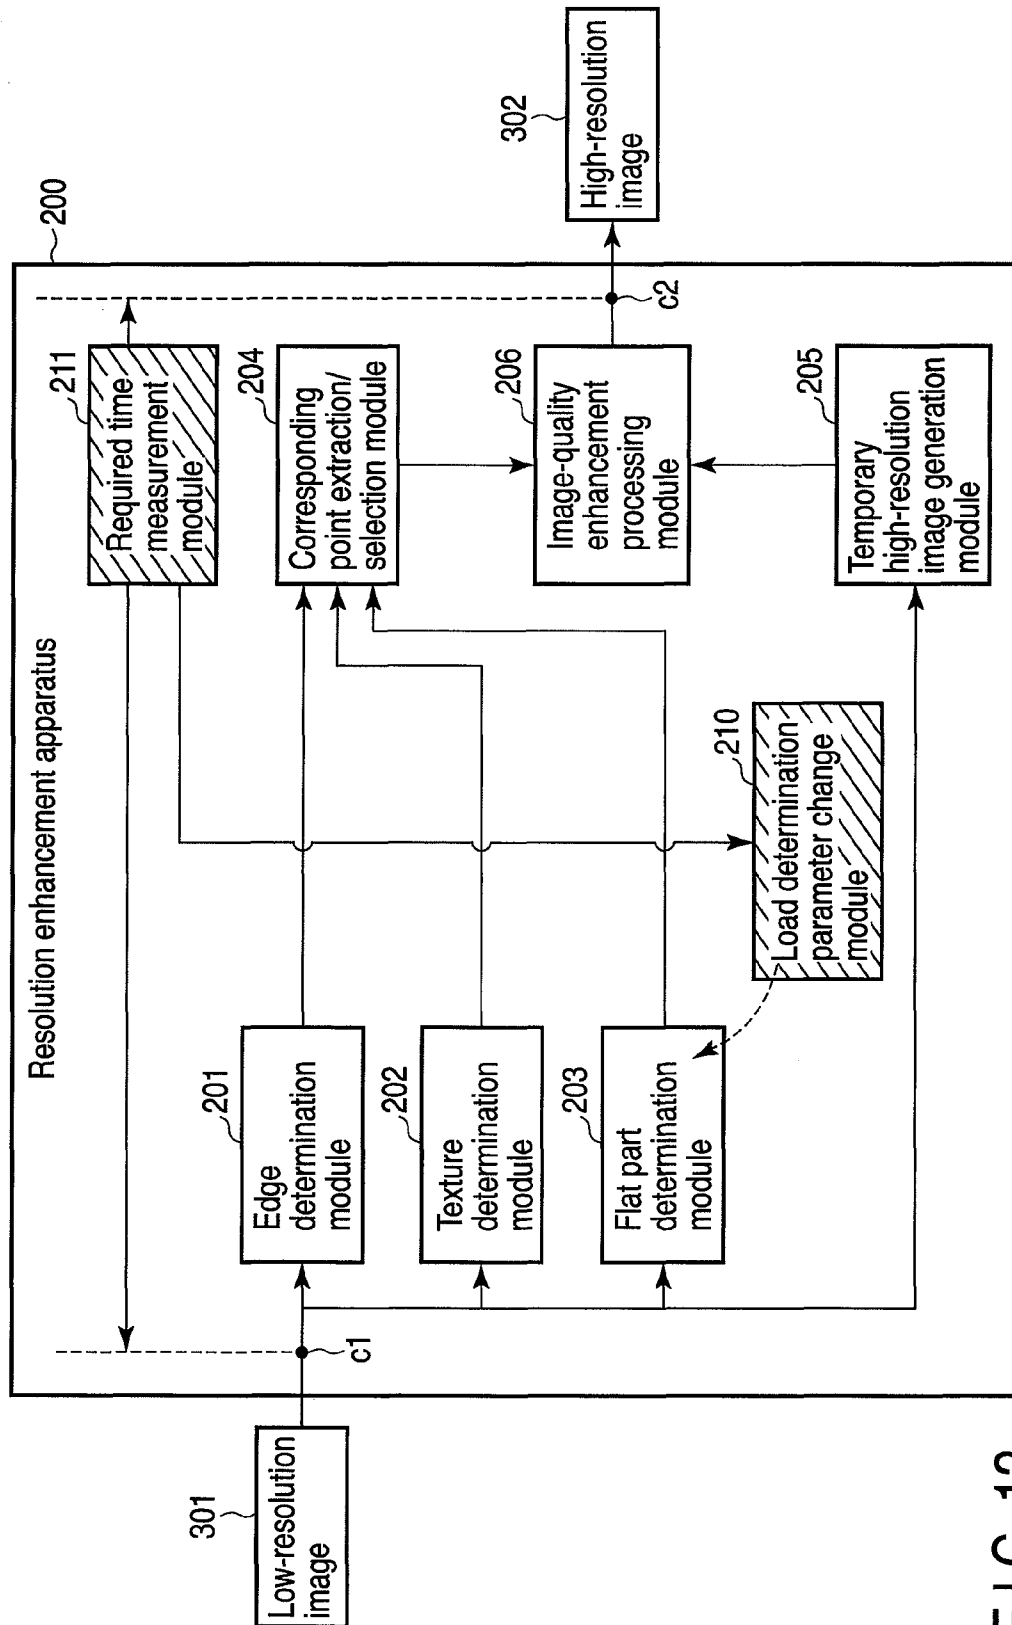 Resolution enhancement apparatus
200
211
Required time
measurement
module
301
Low-resolution
image
c1
201
Edge
determination
module
204
Corresponding
point extraction/
selection module
302
High-resolution
image
202
Texture
determination
module
206
Image-quality
enhancement
processing
module
c2
203
Flat part
determination
module
210
Load determination
parameter change
module
205
Temporary
high-resolution
image generation
module